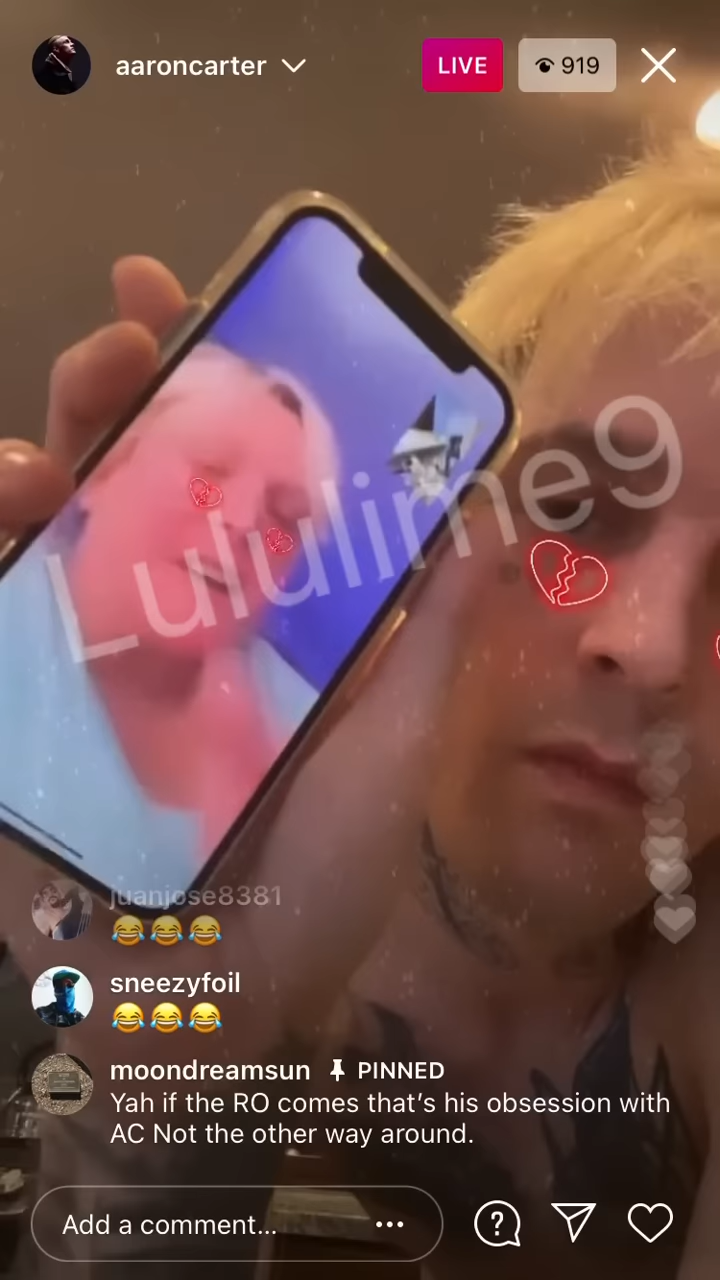 aaroncarter
LIVE
919
Lululime9
juanjose8381
😂😂😂
sneezyfoil
😂😂😂
moondreamsun PINNED
Yah if the RO comes that’s his obsession with
AC Not the other way around.
Add a comment...